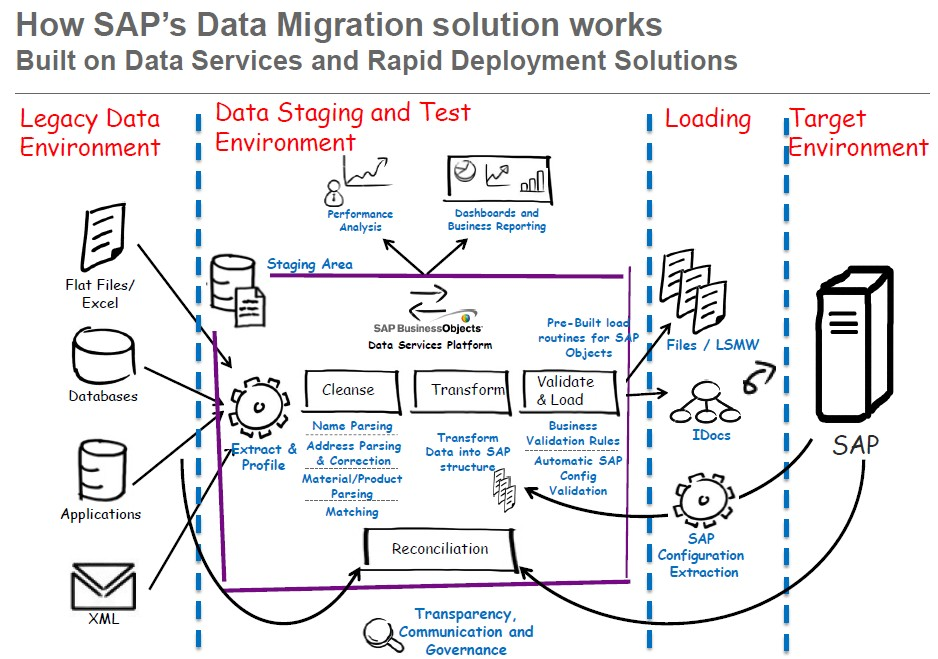 How SAP's Data Migration solution works
Built on Data Services and Rapid Deployment Solutions
Legacy Data
Environment
Data Staging and Test
Environment
Loading
Target
Environment
Performance
Analysis
Dashboards and
Business Reporting
Flat Files/
Excel
Databases
Applications
XML
Staging Area
SAP BusinessObjects
Data Services Platform
Pre-Built load
routines for SAP
Objects
Extract &
Profile
Cleanse
Name Parsing
Address Parsing
& Correction
Material/Product
Parsing
Matching
Transform
Transform
Data into SAP
structure
Validate
& Load
Business
Validation Rules
Automatic SAP
Config
Validation
Reconciliation
Transparency,
Communication and
Governance
Files / LSMW
IDocs
SAP
Configuration
Extraction
SAP